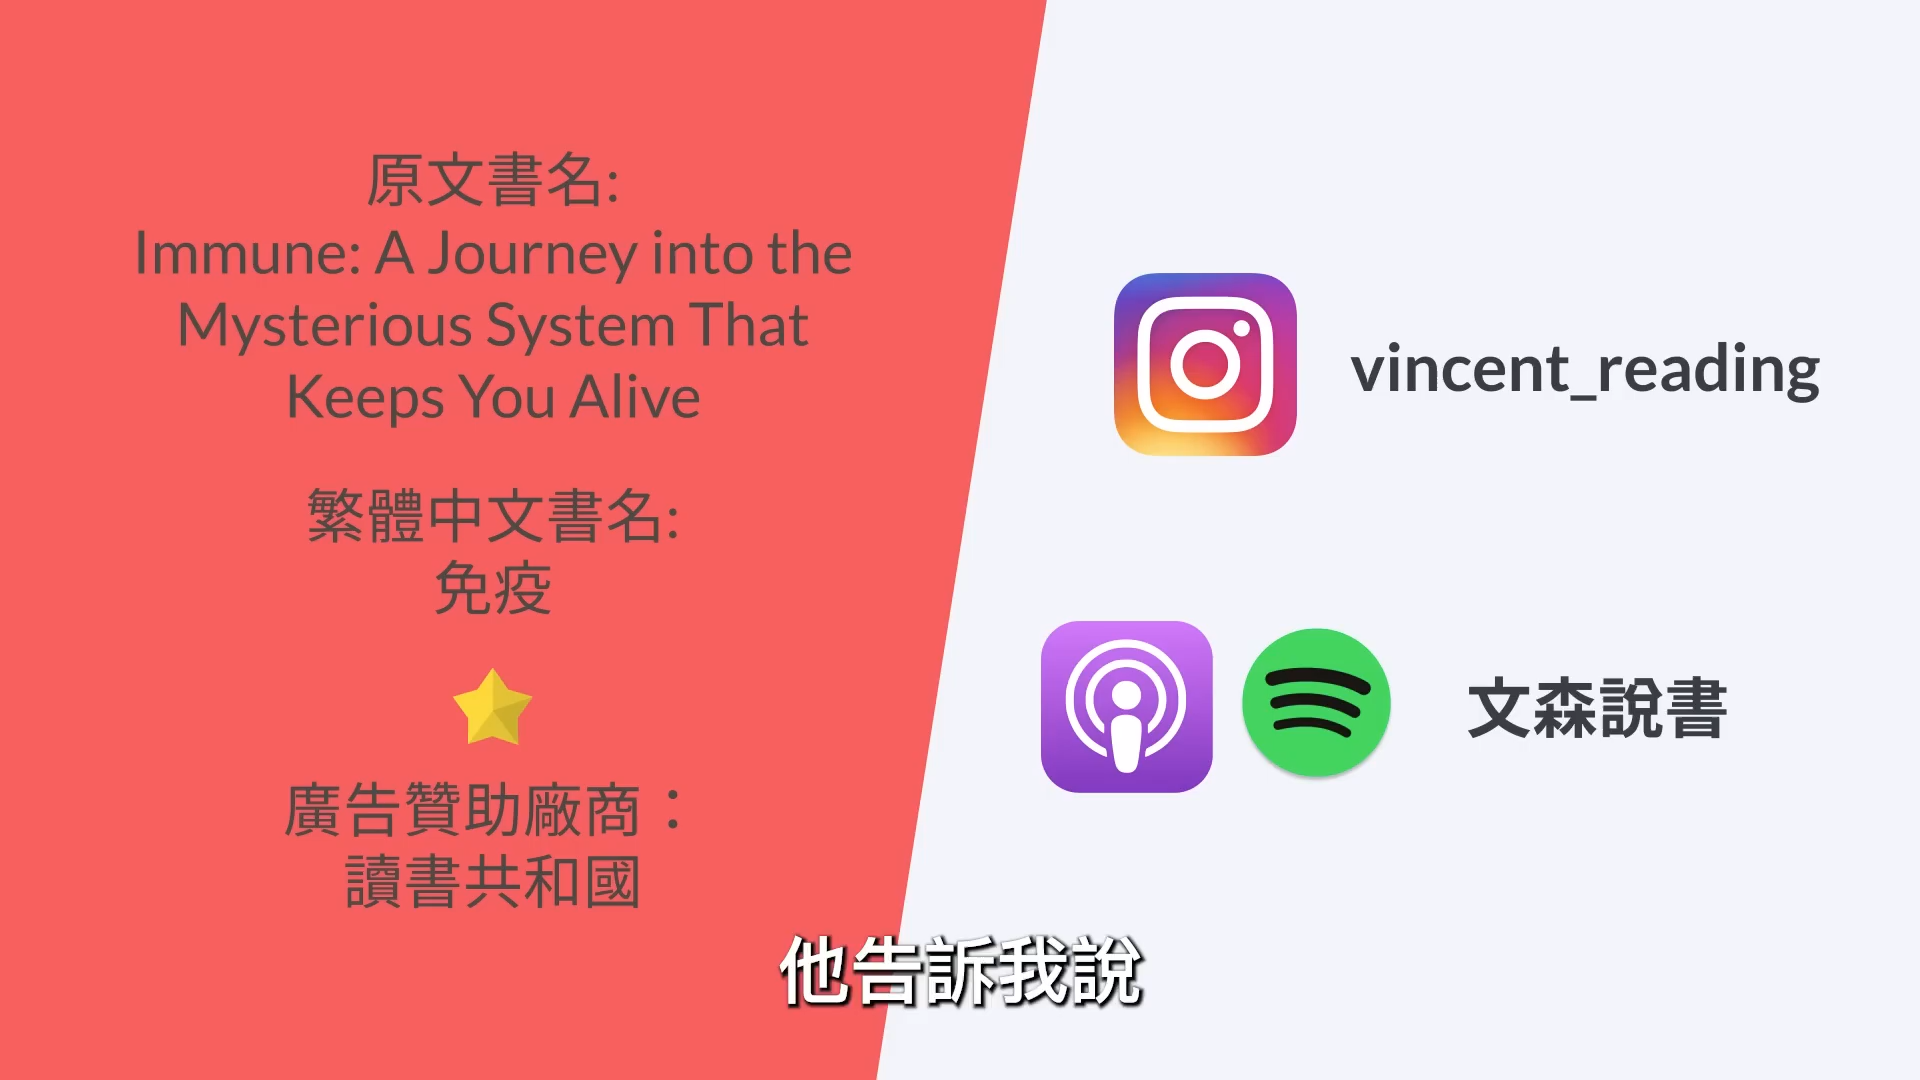 原文書名:
Immune: A Journey into the
Mysterious System That
Keeps You Alive
繁體中文書名:
免疫
廣告贊助廠商：
讀書共和國
vincent_reading
文森說書
他告訴我說